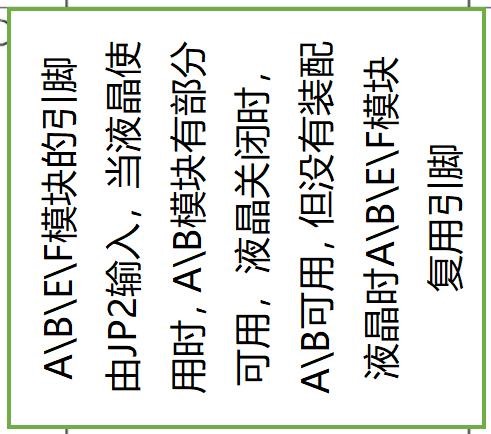 A\B\E\F模块的引脚
由JP2输入，当液晶使
用时，A\B模块有部分
可用，液晶关闭时，
A\B可用，但没有装配
液晶时A\B\E\F模块
复用引脚